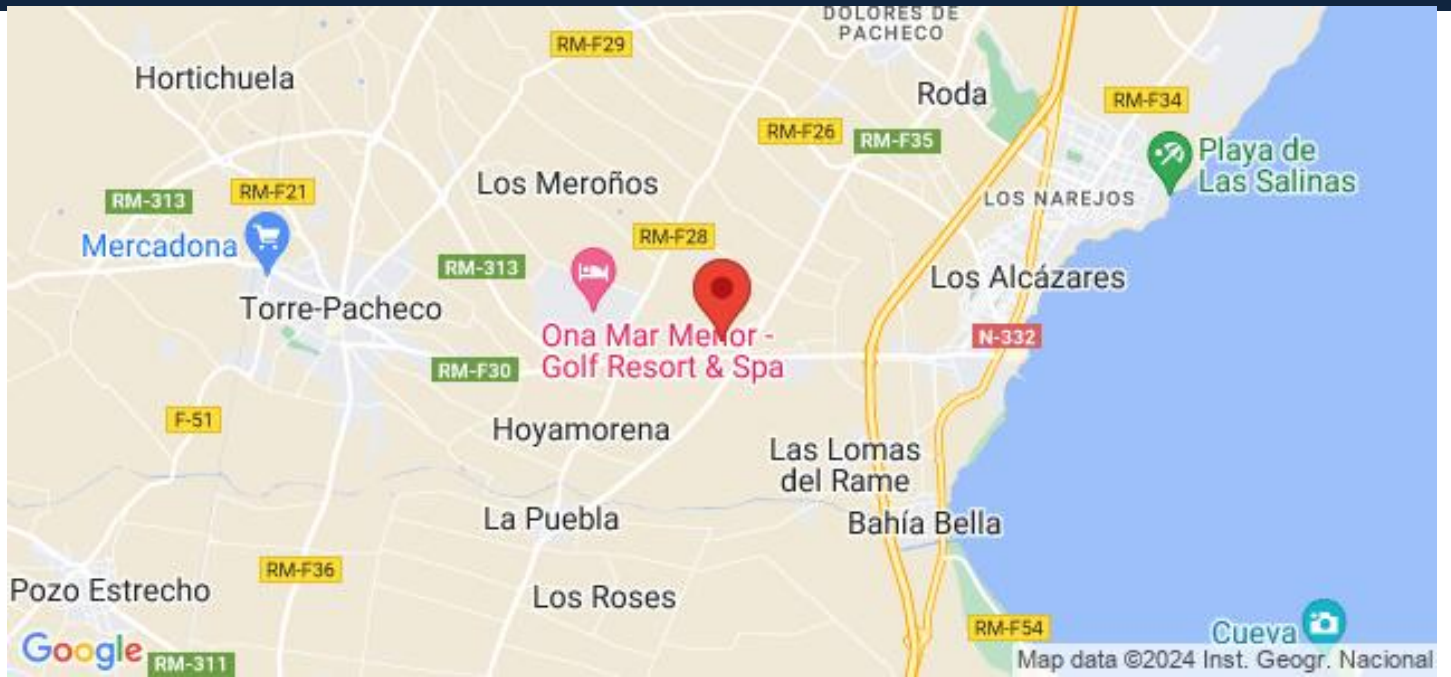 DOLORES DE
PACHECO
RM-F29
Hortichuela
Roda
RM-F34
RM-F26
RM-F35
Playa de
Las Salinas
Los Meroños
RM-F21
RM-313
LOS NAREJOS
Mercadona
RM-F28
RM-313
Los Alcázares
Torre-Pacheco
Ona Mar Menor -
Golf Resort & Spa
N-332
RM-F30
F-51
Hoyamorena
Las Lomas
del Rame
La Puebla
Bahía Bella
RM-F36
Pozo Estrecho
Los Roses
RM-F54
Cueva
Google
RM-311
Map data ©2024 Inst. Geogr. Nacional